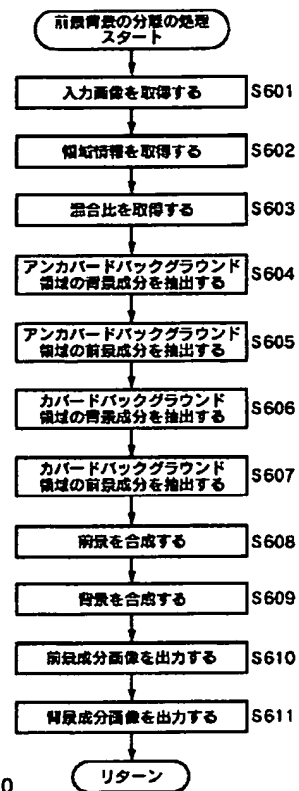 前景背景の分離の処理
スタート
入力画像を取得する
S601
領域情報を取得する
S602
混合比を取得する
S603
アンカバードバックグラウンド
領域の背景成分を抽出する
S604
アンカバードバックグラウンド
領域の前景成分を抽出する
S605
カバードバックグラウンド
領域の背景成分を抽出する
S606
カバードバックグラウンド
領域の前景成分を抽出する
S607
前景を合成する
S608
背景を合成する
S609
前景成分画像を出力する
S610
背景成分画像を出力する
S611
リターン
0